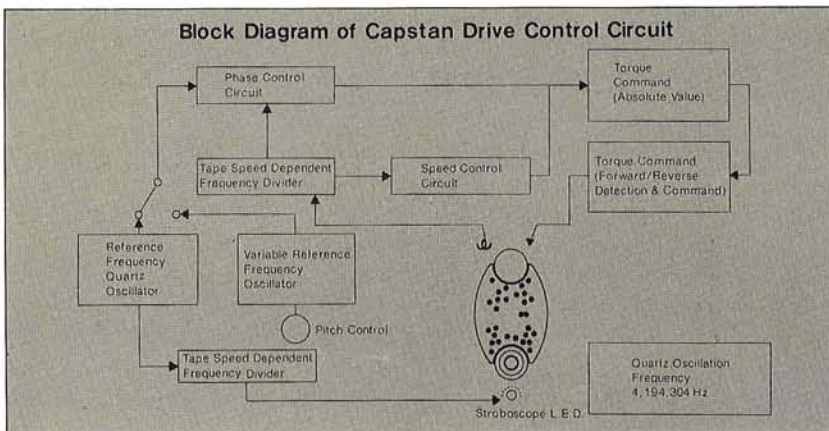 Block Diagram of Capstan Drive Control Circuit
Phase Control
Circuit
Torque
Command
(Absolute Value)
Tape Speed Dependent
Frequency Divider
Speed Control
Circuit
Torque Command
(Forward/Reverse
Detection & Command)
Reference
Frequency
Quartz
Oscillator
Variable Reference
Frequency
Oscillator
Pitch Control
Tape Speed Dependent
Frequency Divider
Stroboscope L.E.D.
Quartz Oscillation
Frequency
4,194,304 Hz